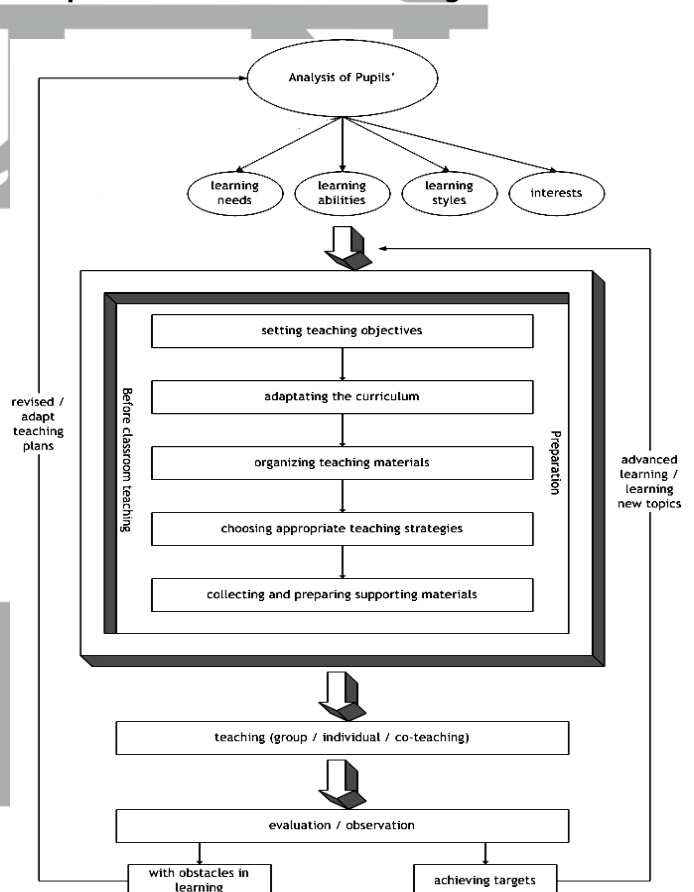 Analysis of Pupils'
learning
needs
learning
abilities
learning
styles
interests
setting teaching objectives
adaptating the curriculum
organizing teaching materials
choosing appropriate teaching strategies
collecting and preparing supporting materials
Before classroom teaching
Preparation
revised /
adapt
teaching
plans
advanced
learning /
learning
new topics
teaching (group / individual / co-teaching)
evaluation / observation
with obstacles in
learning
achieving targets